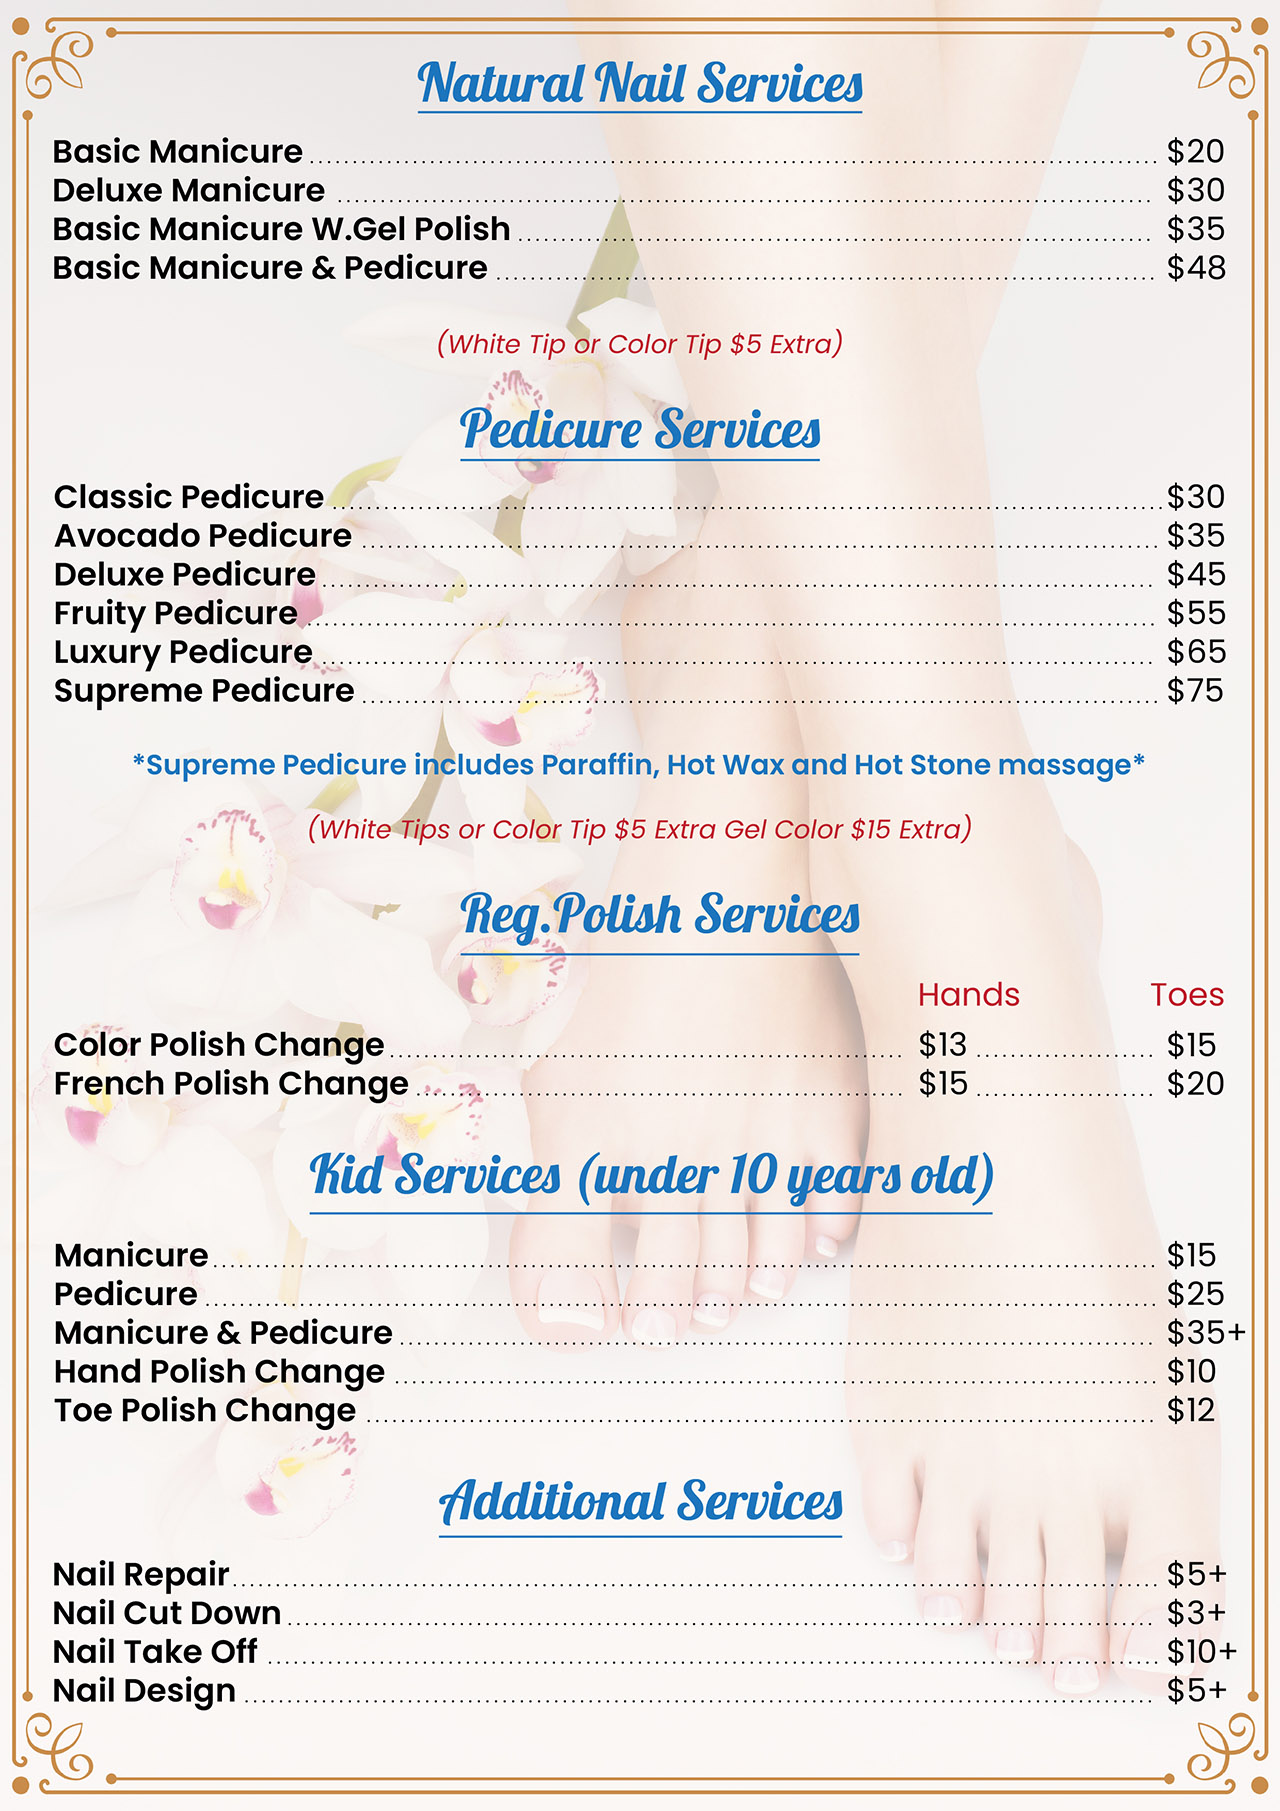 Natural Nail Services
Basic Manicure $20
Deluxe Manicure $30
Basic Manicure W.Gel Polish $35
Basic Manicure & Pedicure $48
(White Tip or Color Tip $5 Extra)
Pedicure Services
Classic Pedicure $30
Avocado Pedicure $35
Deluxe Pedicure $45
Fruity Pedicure $55
Luxury Pedicure $65
Supreme Pedicure $75
*Supreme Pedicure includes Paraffin, Hot Wax and Hot Stone massage*
(White Tips or Color Tip $5 Extra Gel Color $15 Extra)
Reg.Polish Services
Hands Toes
Color Polish Change $13 $15
French Polish Change $15 $20
Kid Services (under 10 years old)
Manicure $15
Pedicure $25
Manicure & Pedicure $35+
Hand Polish Change $10
Toe Polish Change $12
Additional Services
Nail Repair $5+
Nail Cut Down $3+
Nail Take Off $10+
Nail Design $5+